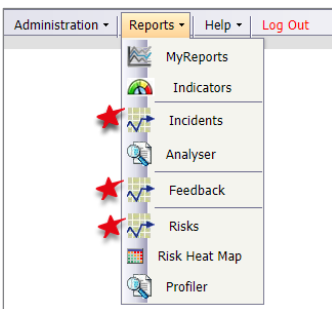 Administration Reports Help Log Out
MyReports
Indicators
Incidents
Analyser
Feedback
Risks
Risk Heat Map
Profiler